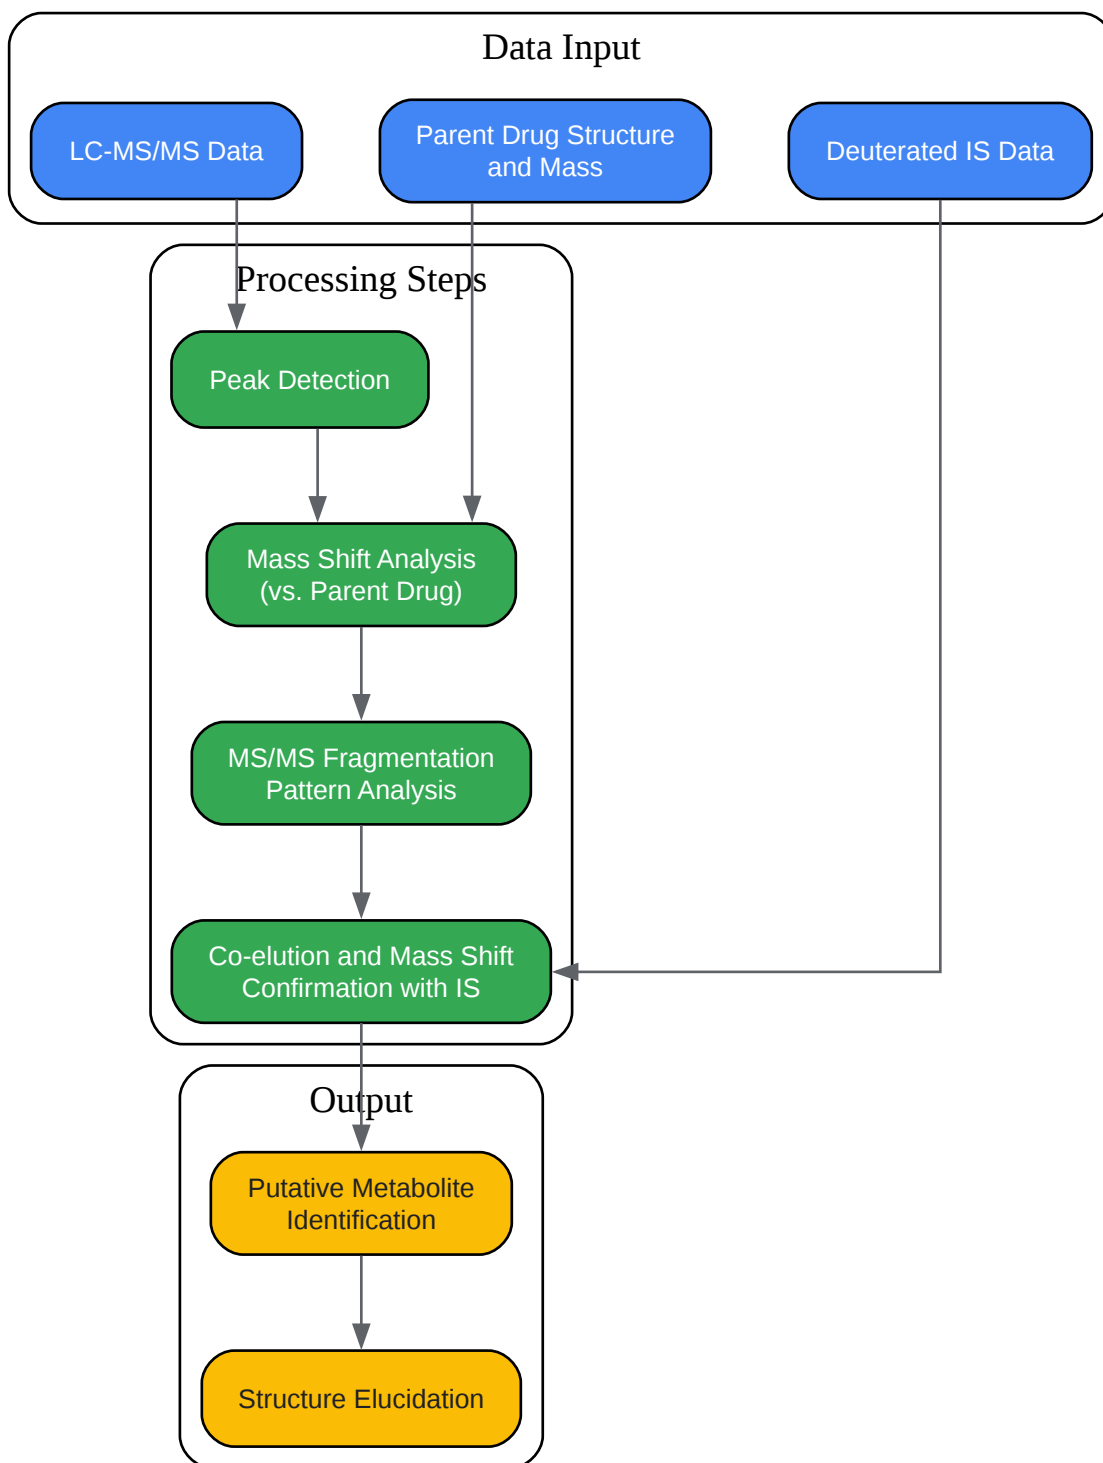 Data Input
LC-MS/MS Data
Parent Drug Structure
and Mass
Deuterated IS Data
Processing Steps
Peak Detection
Mass Shift Analysis
(vs. Parent Drug)
MS/MS Fragmentation
Pattern Analysis
Co-elution and Mass Shift
Confirmation with IS
Output
Putative Metabolite
Identification
Structure Elucidation